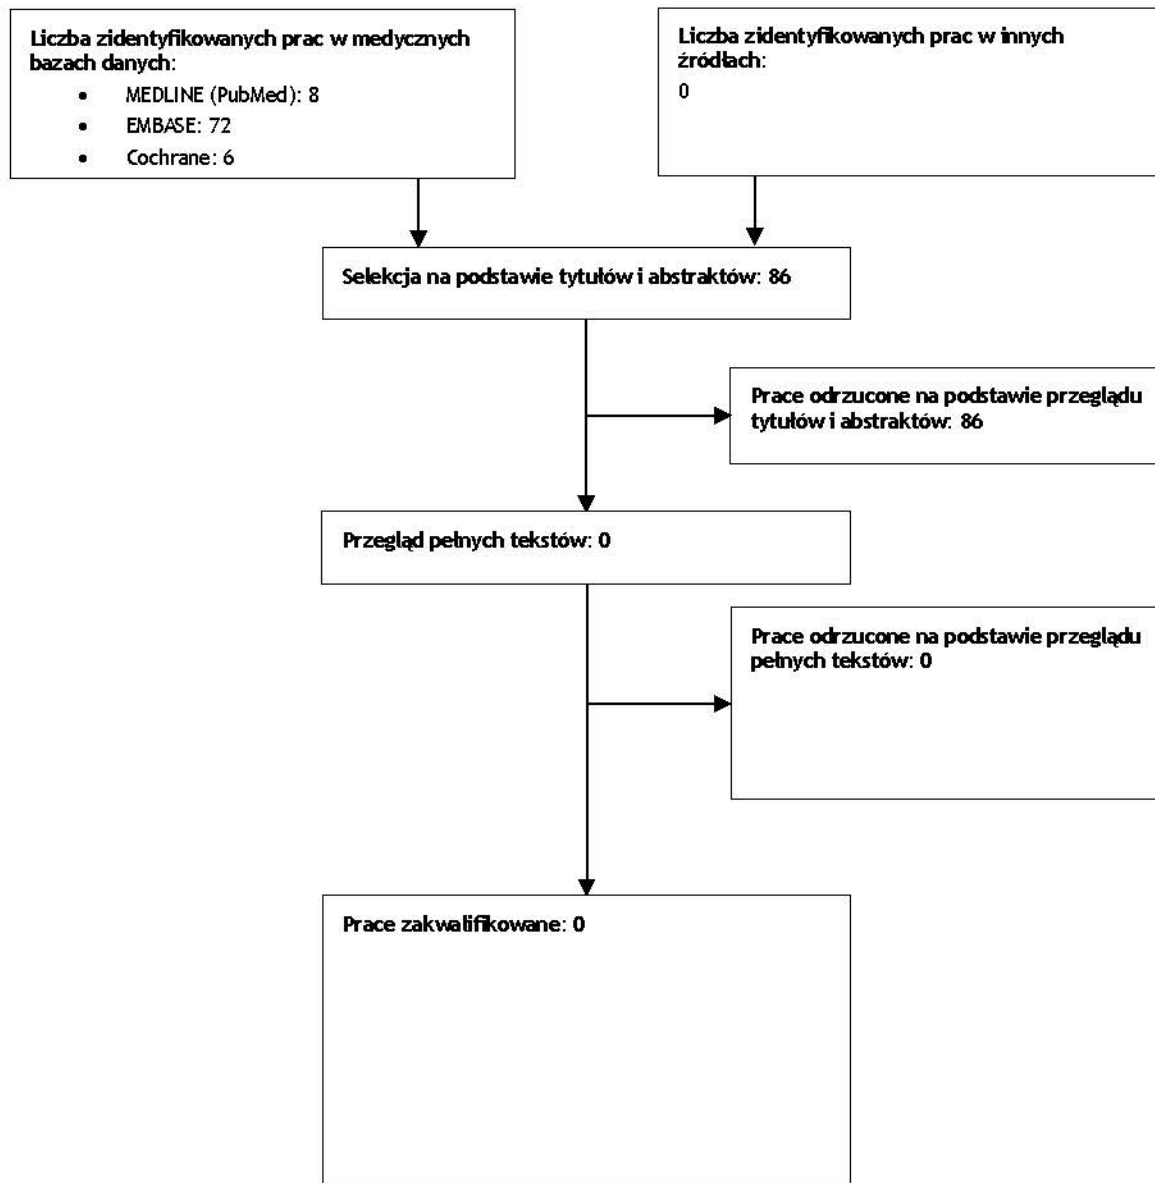 Liczba zidentyfikowanych prac w medycznych
bazach danych:
• MEDLINE (PubMed): 8
• EMBASE: 72
• Cochrane: 6
Liczba zidentyfikowanych prac w innych
źródłach:
0
Selekcja na podstawie tytułów i abstraktów: 86
Prace odrzucone na podstawie przeglądu
tytułów i abstraktów: 86
Przegląd pełnych tekstów: 0
Prace odrzucone na podstawie przeglądu
pełnych tekstów: 0
Prace zakwalifikowane: 0